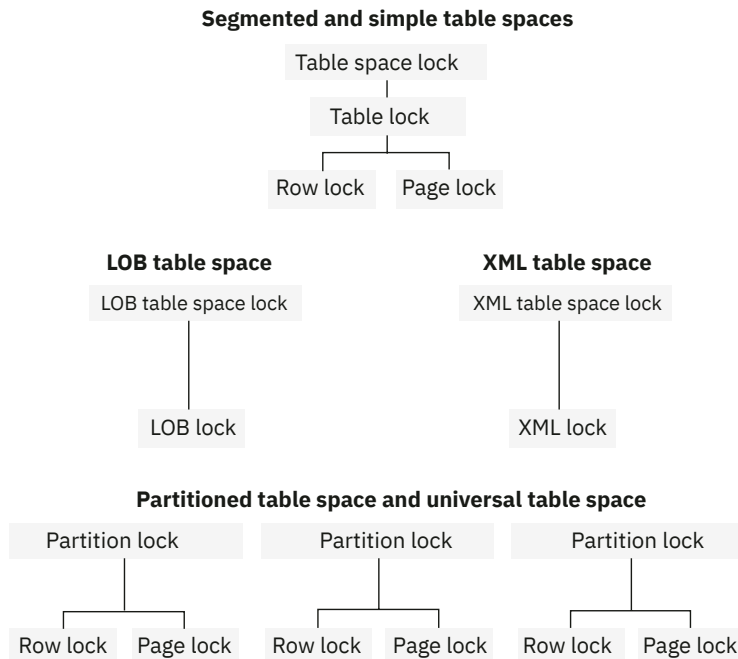 Segmented and simple table spaces
Table space lock
Table lock
Row lock Page lock
LOB table space XML table space
LOB table space lock XML table space lock
LOB lock XML lock
Partitioned table space and universal table space
Partition lock Partition lock Partition lock
Row lock Page lock Row lock Page lock Row lock Page lock